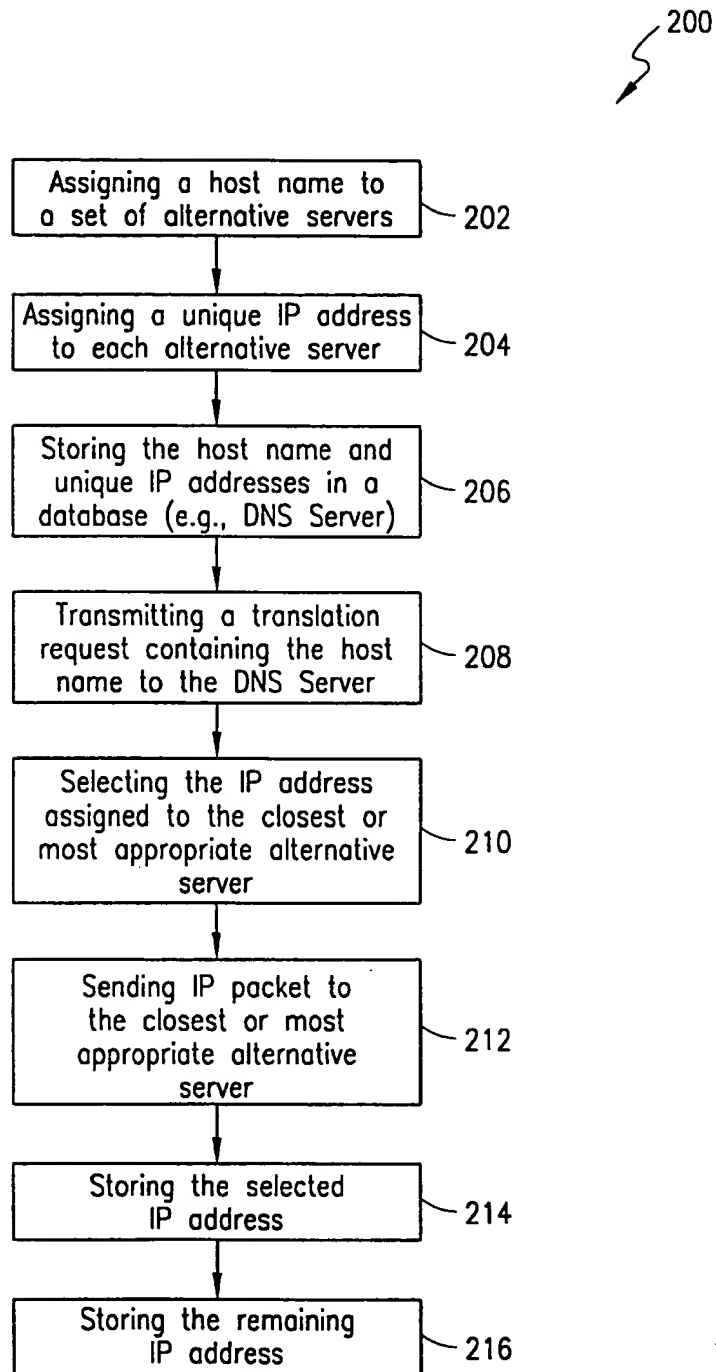 200
Assigning a host name to
a set of alternative servers
202
Assigning a unique IP address
to each alternative server
204
Storing the host name and
unique IP addresses in a
database (e.g., DNS Server)
206
Transmitting a translation
request containing the host
name to the DNS Server
208
Selecting the IP address
assigned to the closest or
most appropriate alternative
server
210
Sending IP packet to
the closest or most
appropriate alternative
server
212
Storing the selected
IP address
214
Storing the remaining
IP address
216